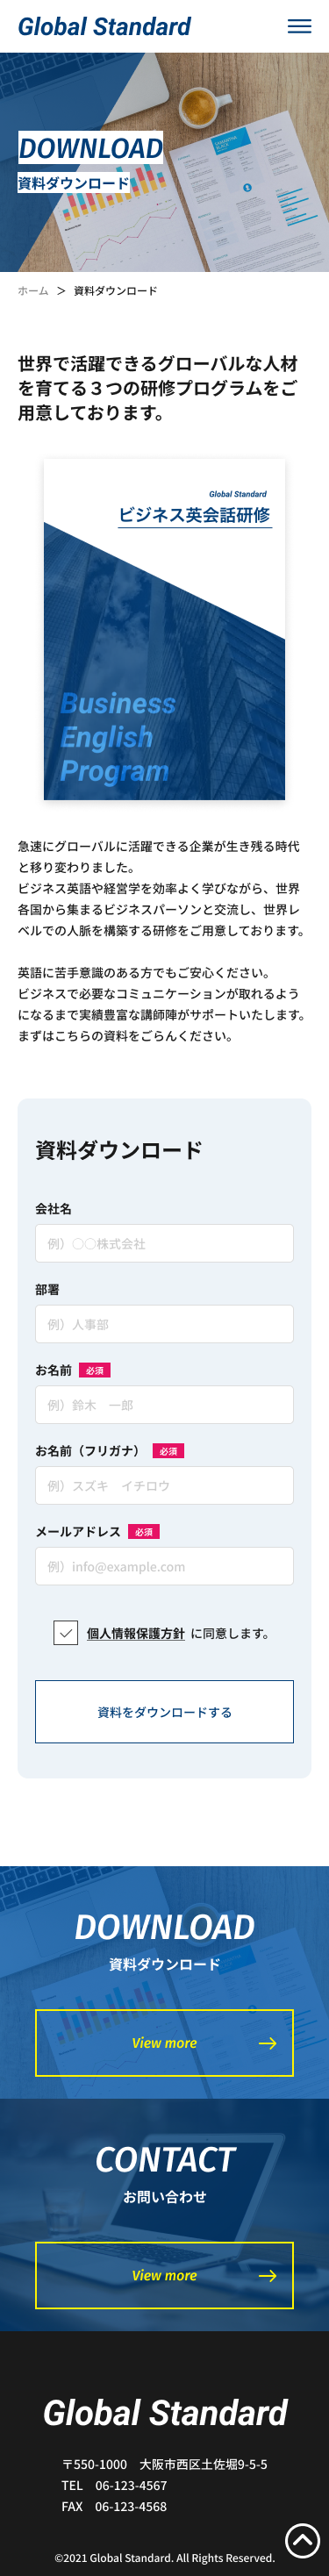 Global Standard
DOWNLOAD
資料ダウンロード
ホーム ＞ 資料ダウンロード
世界で活躍できるグローバルな人材
を育てる３つの研修プログラムをご
用意しております。
Global Standard
ビジネス英会話研修
Business
English
Program
急速にグローバルに活躍できる企業が生き残る時代
と移り変わりました。
ビジネス英語や経営学を効率よく学びながら、世界
各国から集まるビジネスパーソンと交流し、世界レ
ベルでの人脈を構築する研修をご用意しております。
英語に苦手意識のある方でもご安心ください。
ビジネスで必要なコミュニケーションが取れるよう
になるまで実績豊富な講師陣がサポートいたします。
まずはこちらの資料をごらんください。
資料ダウンロード
会社名
例）〇〇株式会社
部署
例）人事部
お名前 必須
例）鈴木　一郎
お名前（フリガナ） 必須
例）スズキ　イチロウ
メールアドレス 必須
例）info@example.com
個人情報保護方針 に同意します。
資料をダウンロードする
DOWNLOAD
資料ダウンロード
View more
CONTACT
お問い合わせ
View more
Global Standard
〒550-1000　大阪市西区土佐堀9-5-5
TEL　06-123-4567
FAX　06-123-4568
©2021 Global Standard. All Rights Reserved.